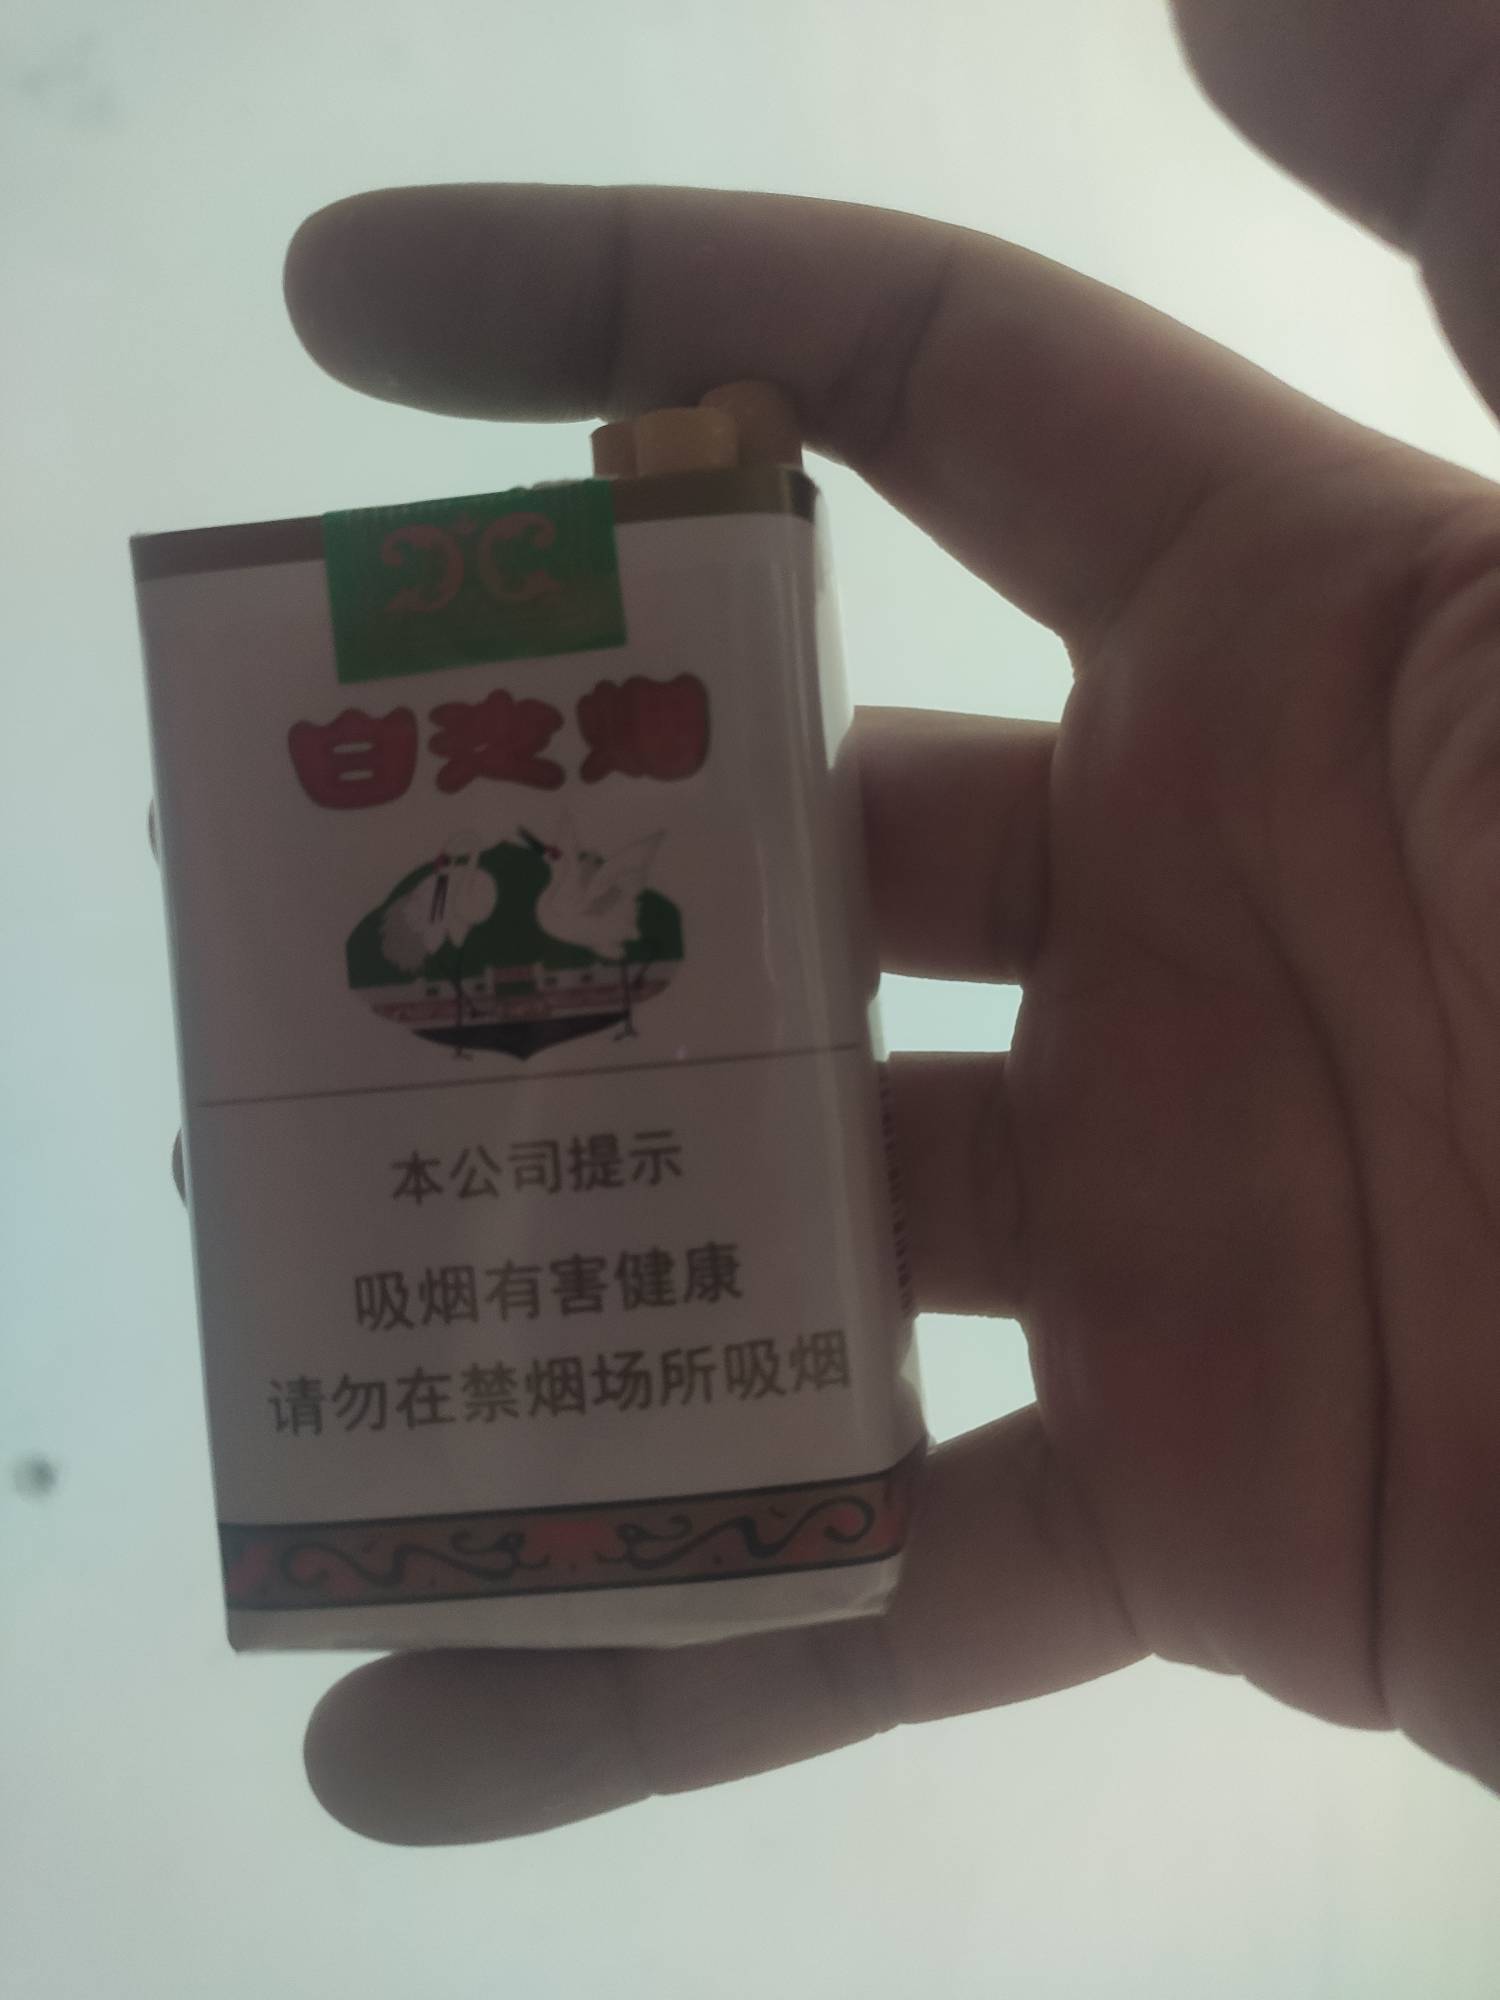 白沙烟
本公司提示
吸烟有害健康
请勿在禁烟场所吸烟